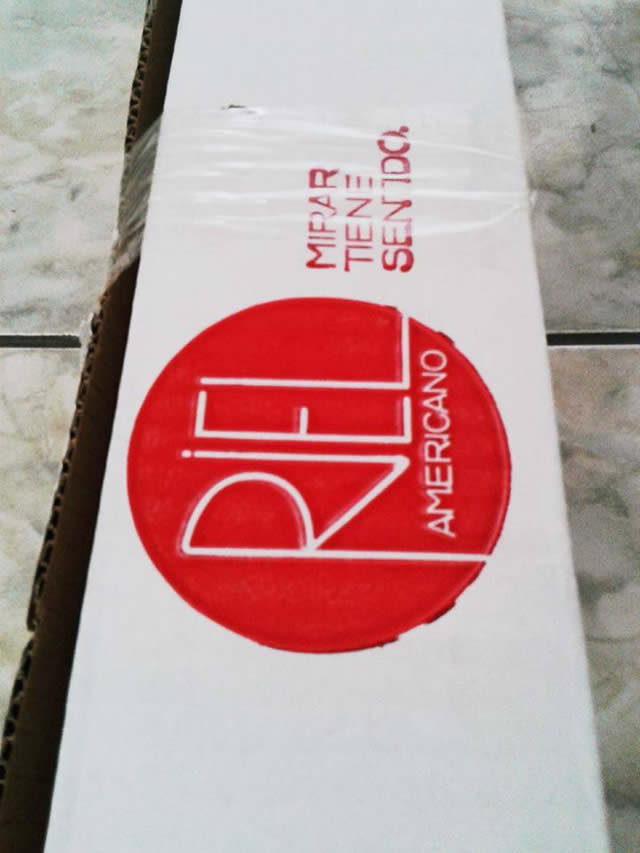 RiEL
AMERICANO
MIRAR
TIENE
SENTIDO.